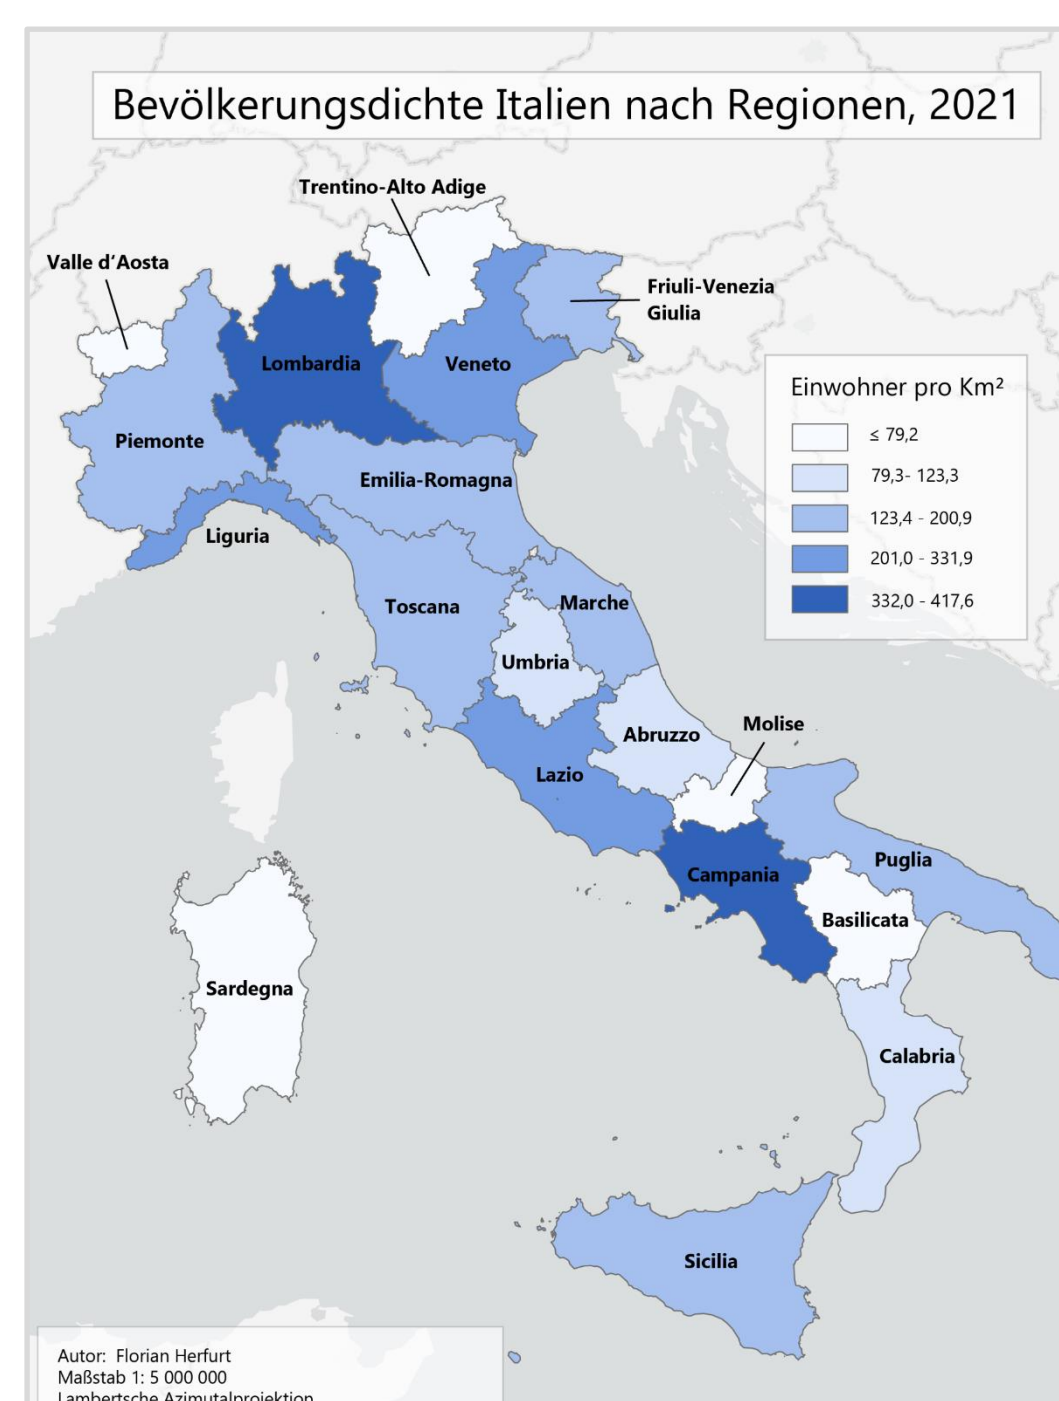 Bevölkerungsdichte Italien nach Regionen, 2021
Trentino-Alto Adige
Valle d'Aosta
Friuli-Venezia
Giulia
Lombardia
Veneto
Einwohner pro Km²
≤ 79,2
79,3- 123,3
123,4 - 200,9
201,0 - 331,9
332,0 - 417,6
Piemonte
Emilia-Romagna
Liguria
Toscana
Marche
Umbria
Abruzzo
Molise
Lazio
Puglia
Campania
Basilicata
Sardegna
Calabria
Sicilia
Autor: Florian Herfurt
Maßstab 1: 5 000 000
Lambertsche Azimutalprojektion